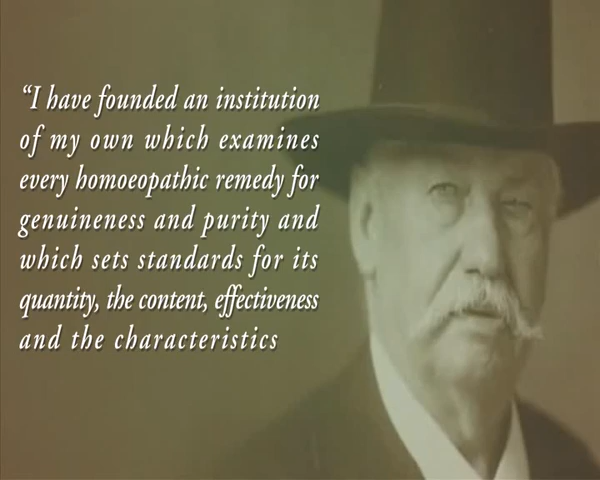 “I have founded an institution
of my own which examines
every homoeopathic remedy for
genuineness and purity and
which sets standards for its
quantity, the content, effectiveness
and the characteristics